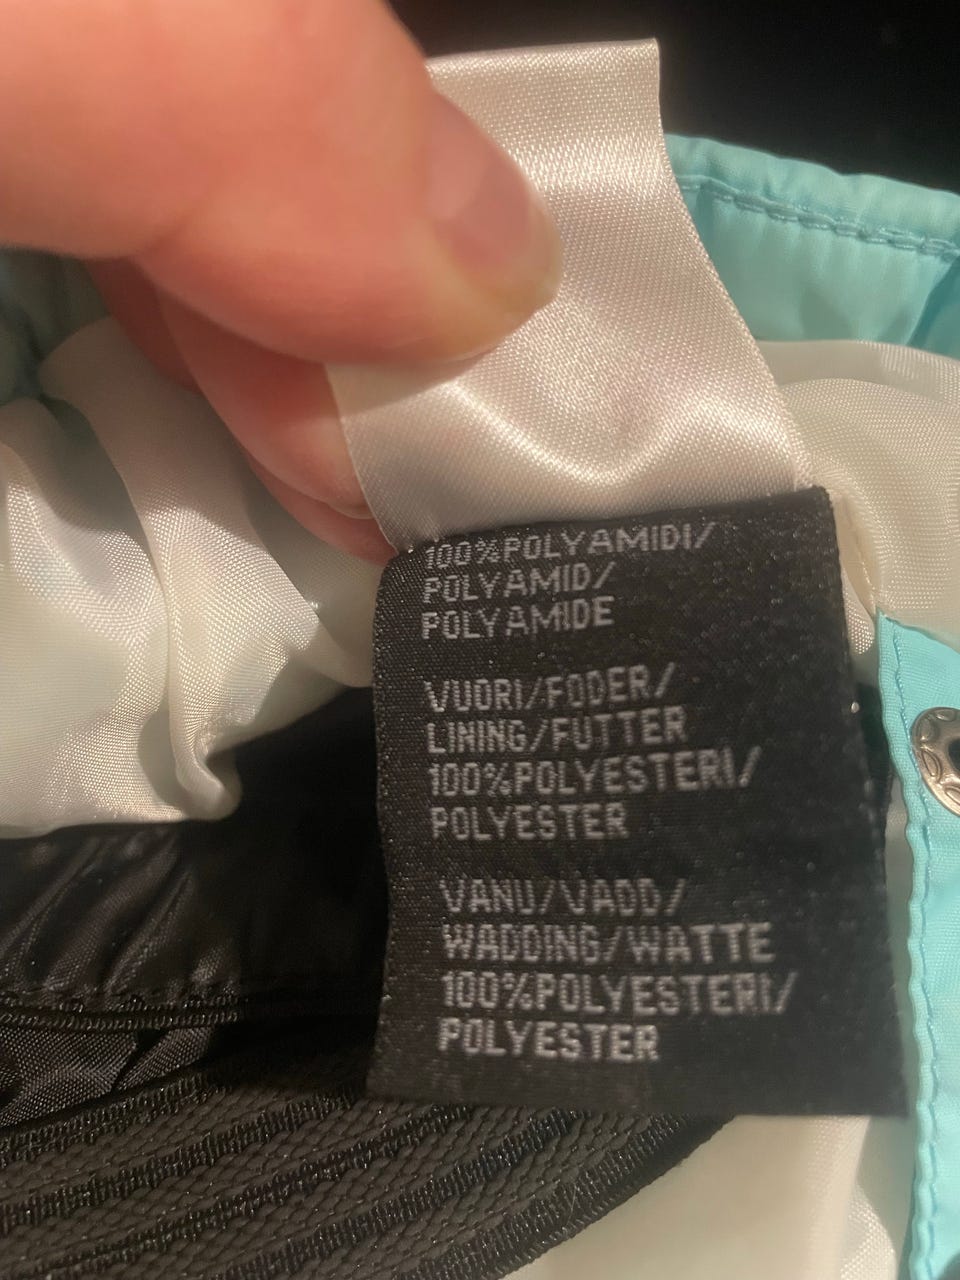 100%POLYAMIDI/
POLYAMID/
POLYAMIDE
VUORI/FODER/
LINING/FUTTER
100%POLYESTERI/
POLYESTER
VANU/VADD/
WADDING/WATTE
100%POLYESTERI/
POLYESTER